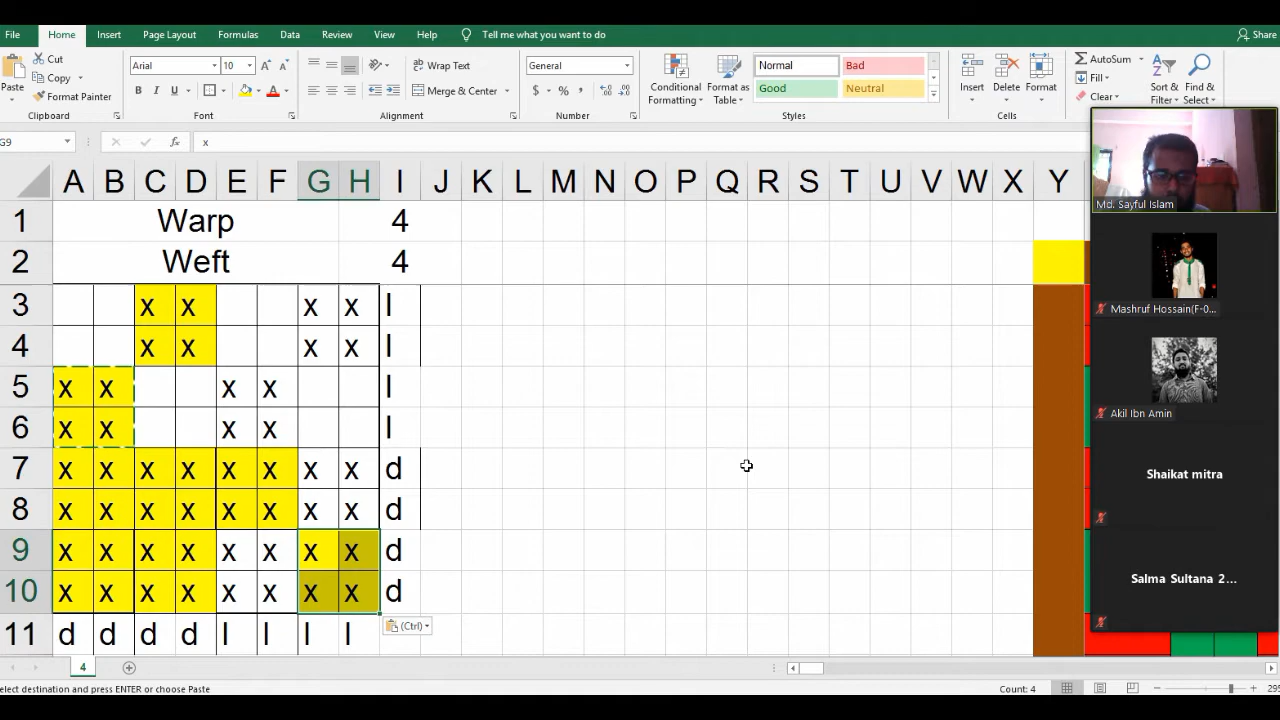 File Home Insert Page Layout Formulas Data Review View Help Tell me what you want to do Share
Cut
Copy
Format Painter
Paste
Clipboard
Arial 10
B I U
Font
Wrap Text
Merge & Center
Alignment
General
$ % ,
Number
Conditional Formatting
Format as Table
Normal Bad
Good Neutral
Styles
Insert Delete Format
Cells
AutoSum
Fill
Clear
Sort & Filter
Find & Select
G9 fx x
A B C D E F G H I J K L M N O P Q R S T U V W X Y
1 Warp 4
2 Weft 4
3 x x x x l
4 x x x x l
5 x x x x l
6 x x x x l
7 x x x x x x x x d
8 x x x x x x x x d
9 x x x x x x x x d
10 x x x x x x x x d
11 d d d d l l l l
(Ctrl)
Md. Sayful Islam
Mashruf Hossain(F-0...
Akil Ibn Amin
Shaikat mitra
Salma Sultana 2...
4
elect destination and press ENTER or choose Paste
Count: 4
295